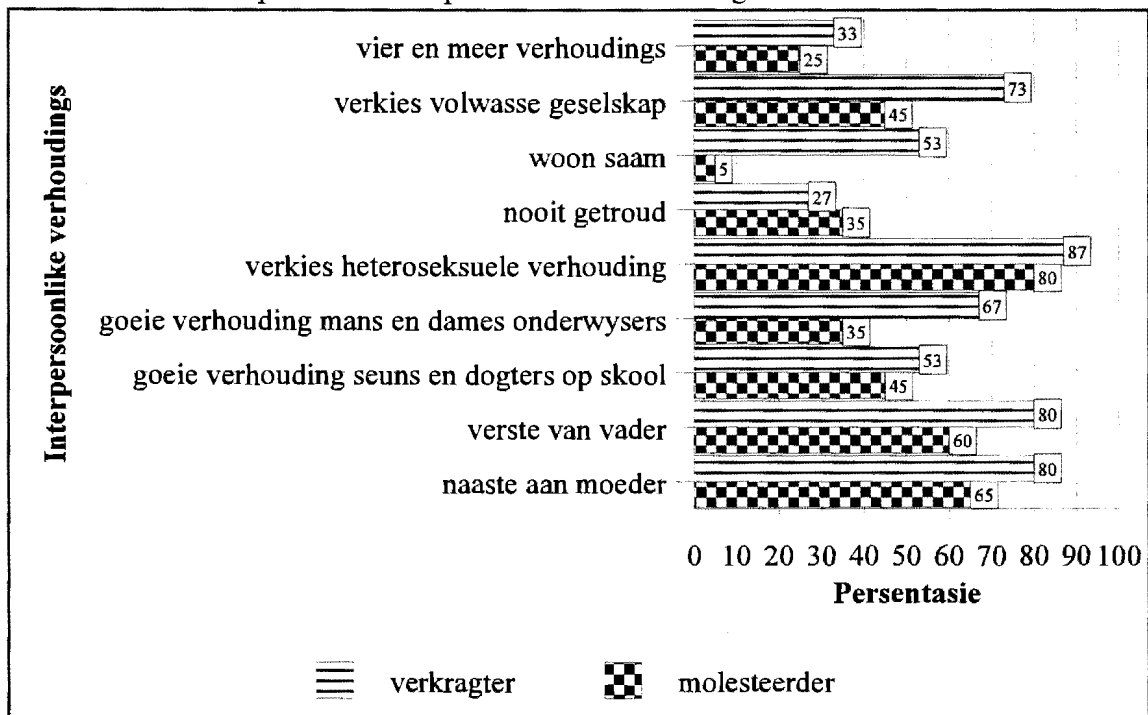 vier en meer verhoudings
33
25
verkies volwasse geselskap
73
45
woon saam
53
5
nooit getroud
27
35
verkies heteroseksuele verhouding
87
80
goeie verhouding mans en dames onderwysers
67
35
goeie verhouding seuns en dogters op skool
53
45
verste van vader
80
60
naaste aan moeder
80
65
Interpersoonlike verhoudings
0 10 20 30 40 50 60 70 80 90 100
Persentasie
verkragter molesteerder